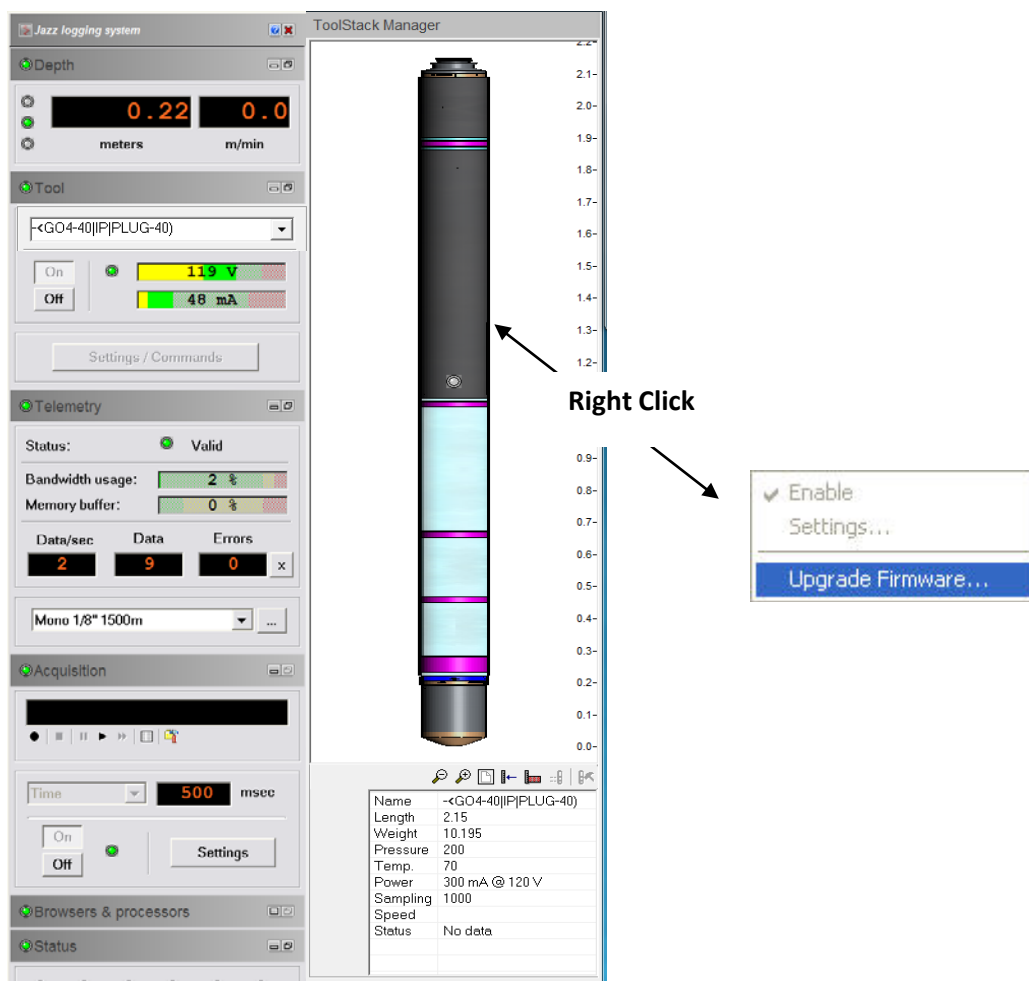 Jazz logging system
Depth
0.22 0.0
meters m/min
Tool
-<GO4-40|IP|PLUG-40)
On
119 V
Off
48 mA
Settings / Commands
Telemetry
Status: Valid
Bandwidth usage: 2 %
Memory buffer: 0 %
Data/sec Data Errors
2 9 0 x
Mono 1/8" 1500m ...
Acquisition
Time 500 msec
On
Off
Settings
Browsers & processors
Status
ToolStack Manager
2.2-
2.1-
2.0-
1.9-
1.8-
1.7-
1.6-
1.5-
1.4-
1.3-
1.2-
Right Click
0.9-
0.8-
0.7-
0.6-
0.5-
0.4-
0.3-
0.2-
0.1-
0.0-
Name -<GO4-40|IP|PLUG-40)
Length 2.15
Weight 10.195
Pressure 200
Temp. 70
Power 300 mA @ 120 V
Sampling 1000
Speed
Status No data
Enable
Settings...
Upgrade Firmware...